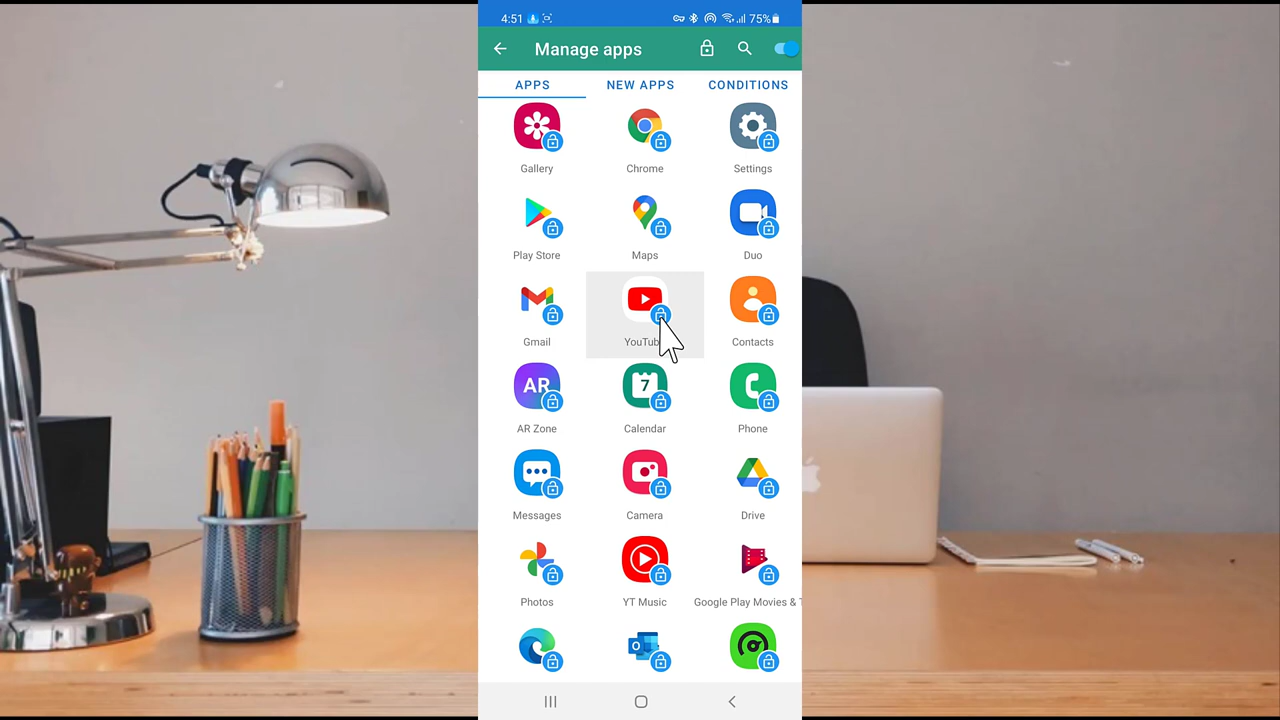 4:51 75%
Manage apps
APPS NEW APPS CONDITIONS
Gallery Chrome Settings
Play Store Maps Duo
Gmail YouTub Contacts
AR
7
AR Zone Calendar Phone
Messages Camera Drive
Photos YT Music Google Play Movies &